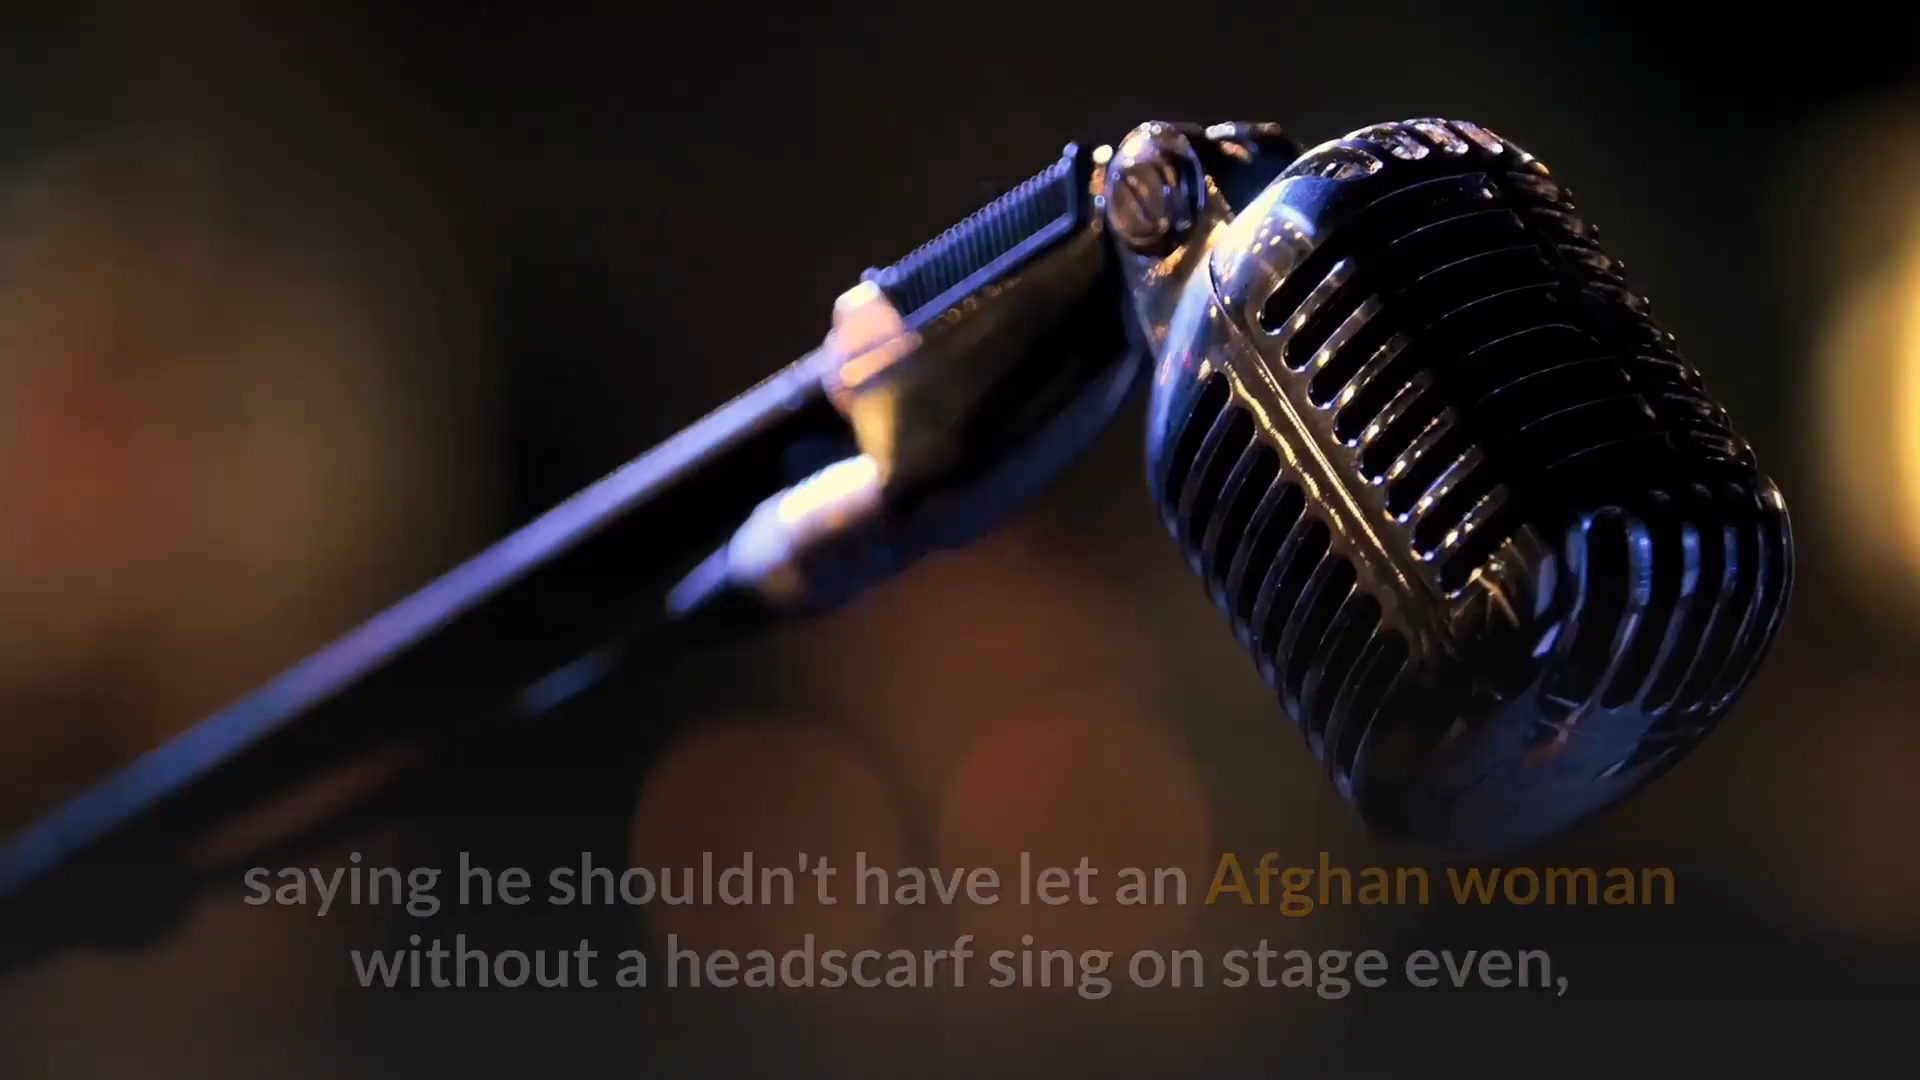 saying he shouldn't have let an Afghan woman
without a headscarf sing on stage even,